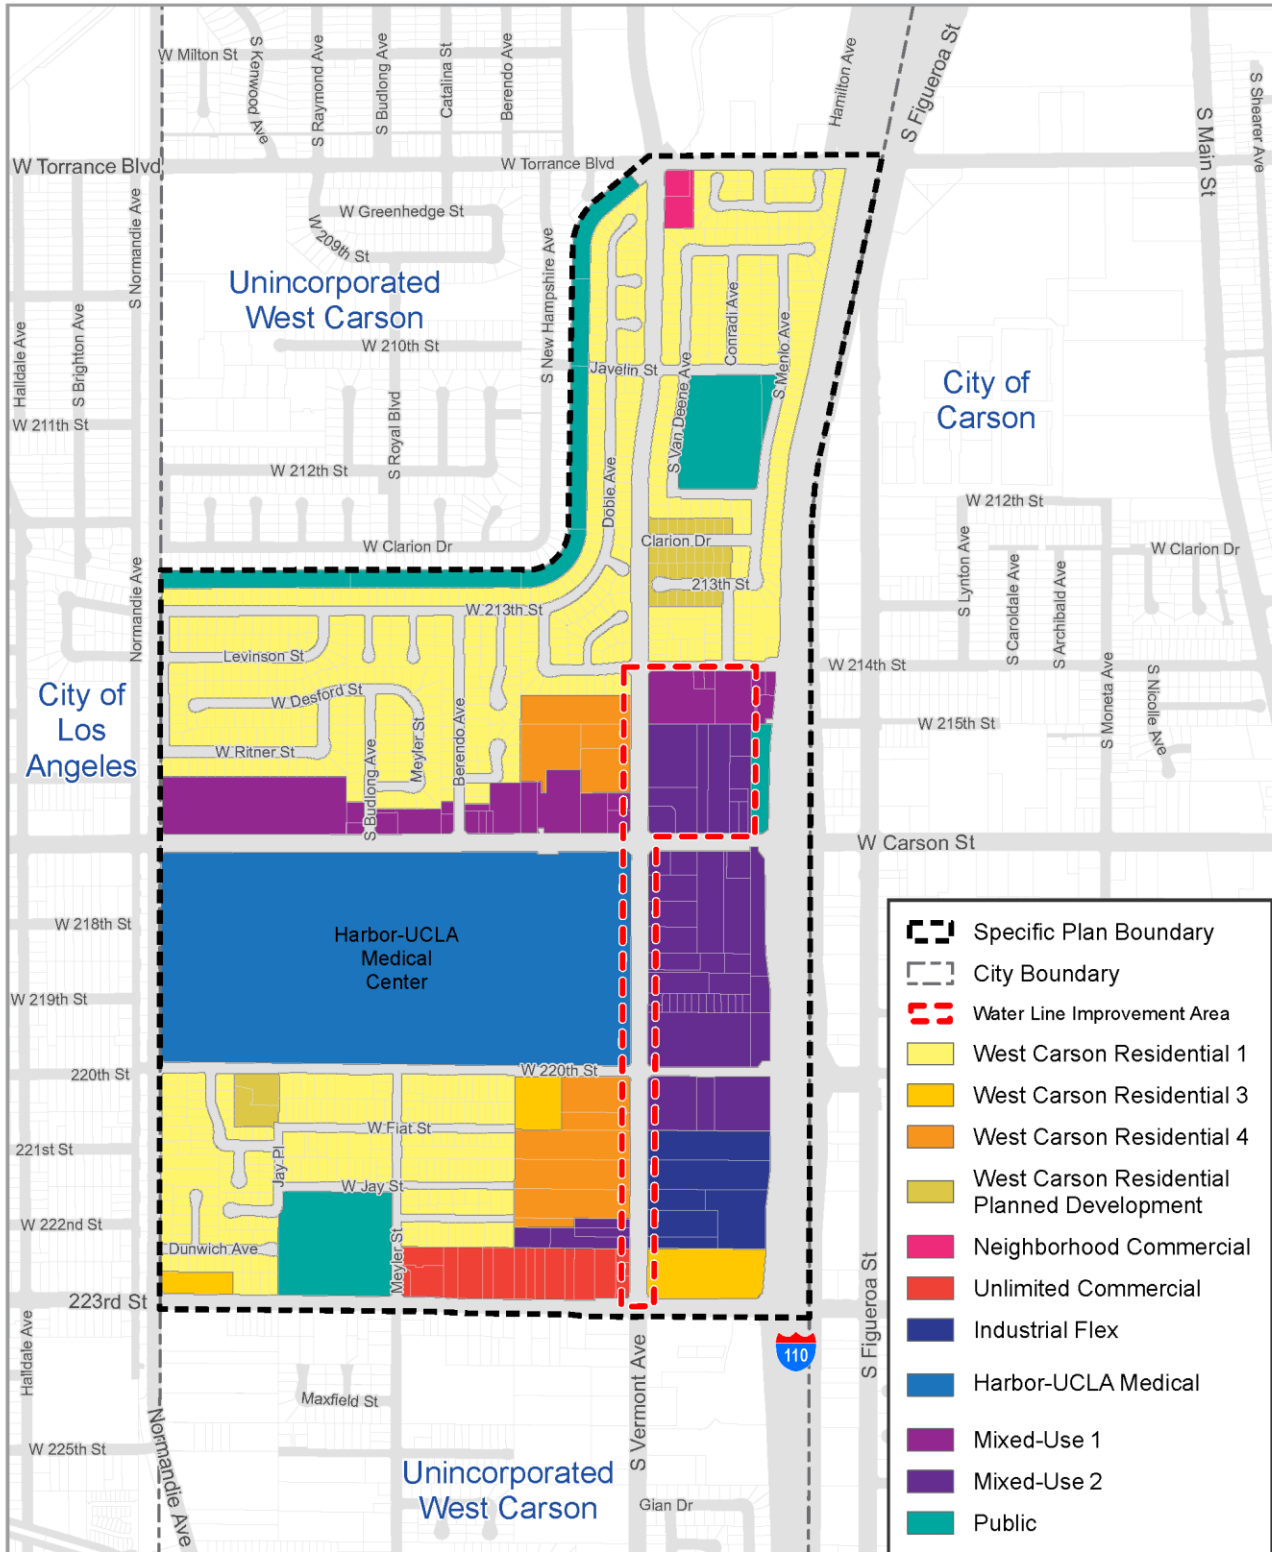 W Milton St
S Kenwood Ave
S Raymond Ave
S Budlong Ave
Catalina St
Berendo Ave
Hamilton Ave
S Figueroa St
S Main St
S Shearer Ave
W Torrance Blvd
W Torrance Blvd
S Normandie Ave
W Greenhedge St
W 209th St
Unincorporated
West Carson
S New Hampshire Ave
Halldale Ave
S Brighton Ave
W 210th St
Javelin St
Conradi Ave
S Menlo Ave
S Van Deene Ave
City of
Carson
W 211th St
S Royal Blvd
W 212th St
Doble Ave
W 212th St
W Clarion Dr
Clarion Dr
W Clarion Dr
S Lynton Ave
S Caroldale Ave
S Archibald Ave
Normandie Ave
213th St
W 213th St
Levinson St
W 214th St
S Moneta Ave
S Nicolle Ave
City of
Los
Angeles
W Desford St
Meyler St
Berendo Ave
W 215th St
W Ritner St
S Budlong Ave
W Carson St
W 218th St
Harbor-UCLA
Medical
Center
W 219th St
220th St
W 220th St
W Fiat St
221st St
Jay Pl
W Jay St
W 222nd St
Dunwich Ave
Meyler St
223rd St
S Figueroa St
110
Halldale Ave
Maxfield St
S Vermont Ave
Normandie Ave
W 225th St
Unincorporated
West Carson
Gian Dr
Specific Plan Boundary
City Boundary
Water Line Improvement Area
West Carson Residential 1
West Carson Residential 3
West Carson Residential 4
West Carson Residential
Planned Development
Neighborhood Commercial
Unlimited Commercial
Industrial Flex
Harbor-UCLA Medical
Mixed-Use 1
Mixed-Use 2
Public